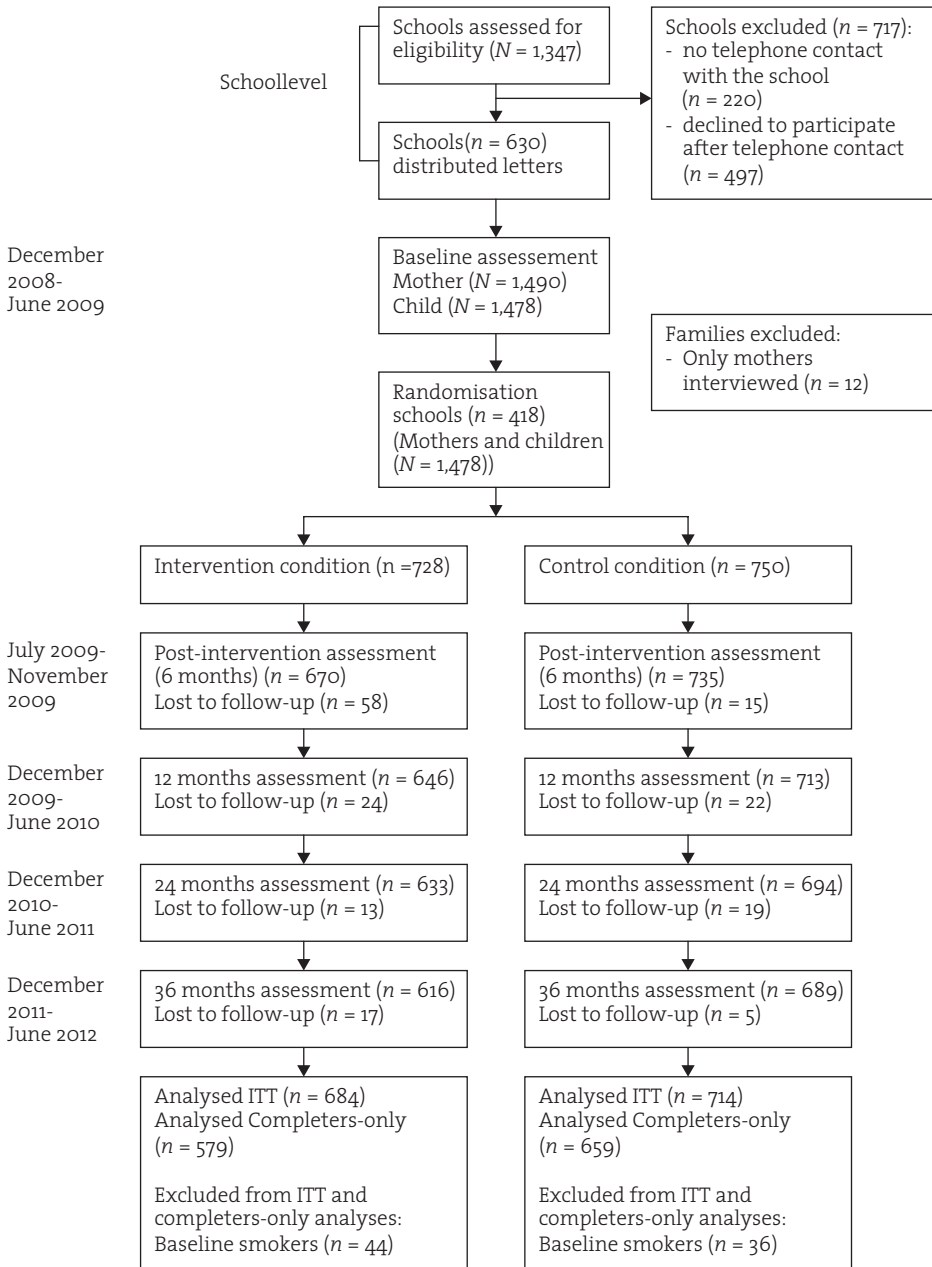 Schools assessed for
eligibility (N = 1,347)
Schools excluded (n = 717):
- no telephone contact
with the school
(n = 220)
- declined to participate
after telephone contact
(n = 497)
Schoollevel
Schools(n = 630)
distributed letters
December
2008-
June 2009
Baseline assessement
Mother (N = 1,490)
Child (N = 1,478)
Families excluded:
- Only mothers
interviewed (n = 12)
Randomisation
schools (n = 418)
(Mothers and children
(N = 1,478))
Intervention condition (n =728)
Control condition (n = 750)
July 2009-
November
2009
Post-intervention assessment
(6 months) (n = 670)
Lost to follow-up (n = 58)
Post-intervention assessment
(6 months) (n = 735)
Lost to follow-up (n = 15)
December
2009-
June 2010
12 months assessment (n = 646)
Lost to follow-up (n = 24)
12 months assessment (n = 713)
Lost to follow-up (n = 22)
December
2010-
June 2011
24 months assessment (n = 633)
Lost to follow-up (n = 13)
24 months assessment (n = 694)
Lost to follow-up (n = 19)
December
2011-
June 2012
36 months assessment (n = 616)
Lost to follow-up (n = 17)
36 months assessment (n = 689)
Lost to follow-up (n = 5)
Analysed ITT (n = 684)
Analysed Completers-only
(n = 579)
Excluded from ITT and
completers-only analyses:
Baseline smokers (n = 44)
Analysed ITT (n = 714)
Analysed Completers-only
(n = 659)
Excluded from ITT and
completers-only analyses:
Baseline smokers (n = 36)